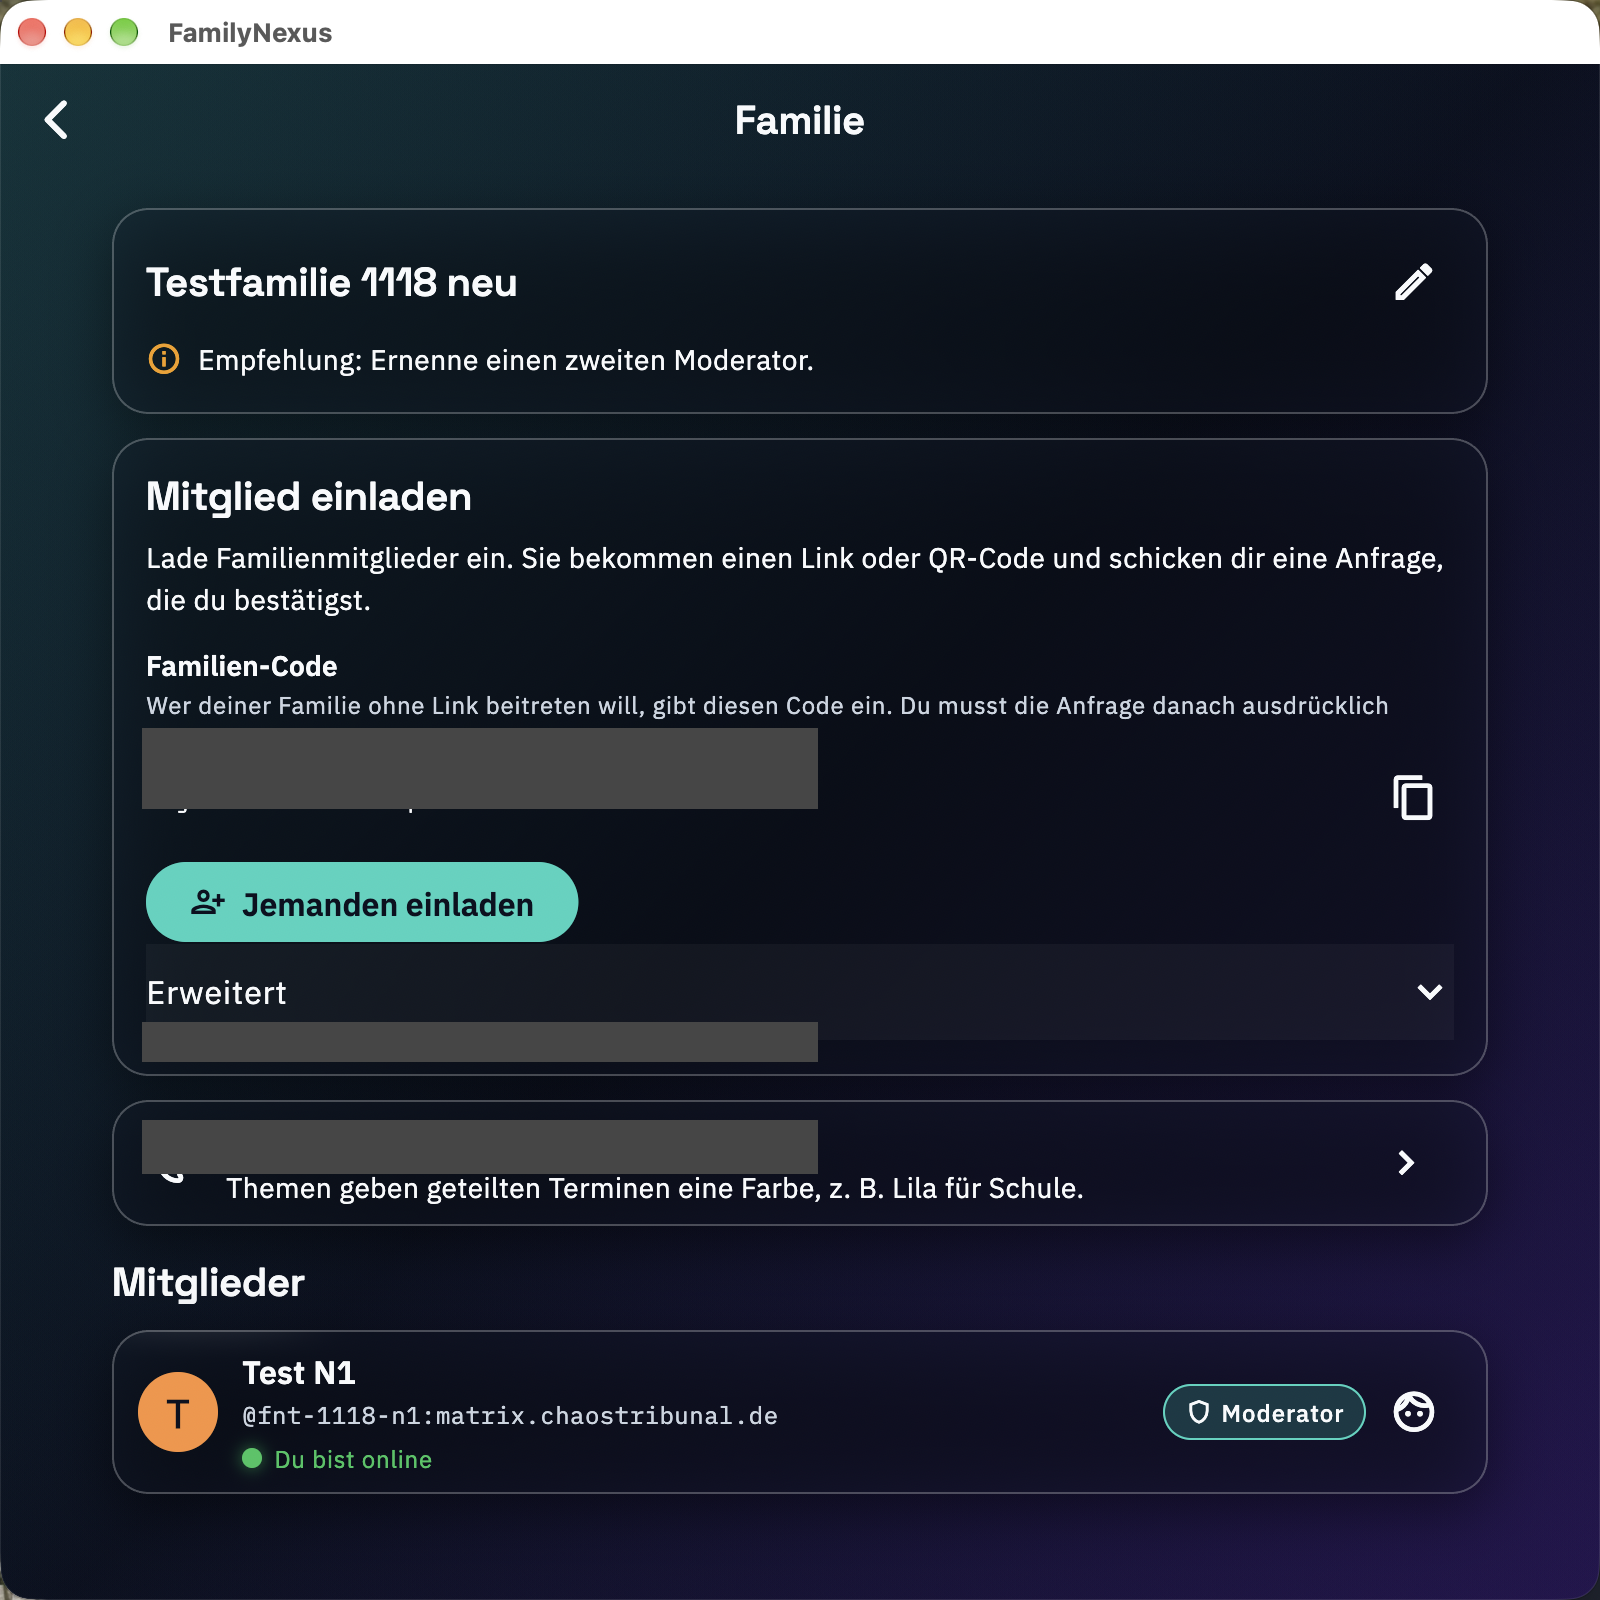 FamilyNexus
Familie
Testfamilie 1118 neu
Empfehlung: Ernenne einen zweiten Moderator.
Mitglied einladen
Lade Familienmitglieder ein. Sie bekommen einen Link oder QR-Code und schicken dir eine Anfrage,
die du bestätigst.
Familien-Code
Wer deiner Familie ohne Link beitreten will, gibt diesen Code ein. Du musst die Anfrage danach ausdrücklich
Jemanden einladen
Erweitert
Themen geben geteilten Terminen eine Farbe, z. B. Lila für Schule.
Mitglieder
T
Test N1
@fnt-1118-n1:matrix.chaostribunal.de
Moderator
Du bist online